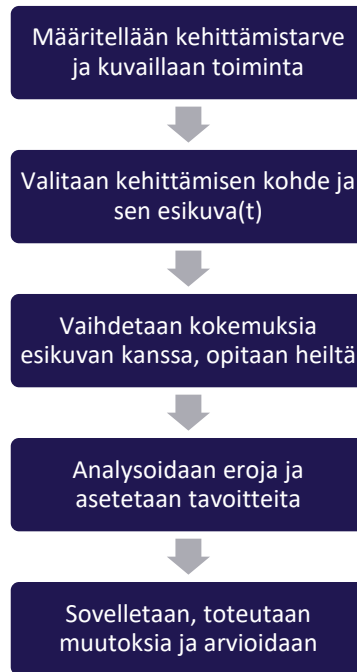 Määritellään kehittämistarve
ja kuvaillaan toiminta
Valitaan kehittämisen kohde ja
sen esikuva(t)
Vaihdetaan kokemuksia
esikuvan kanssa, opitaan heiltä
Analysoidaan eroja ja
asetetaan tavoitteita
Sovelletaan, toteutaan
muutoksia ja arvioidaan